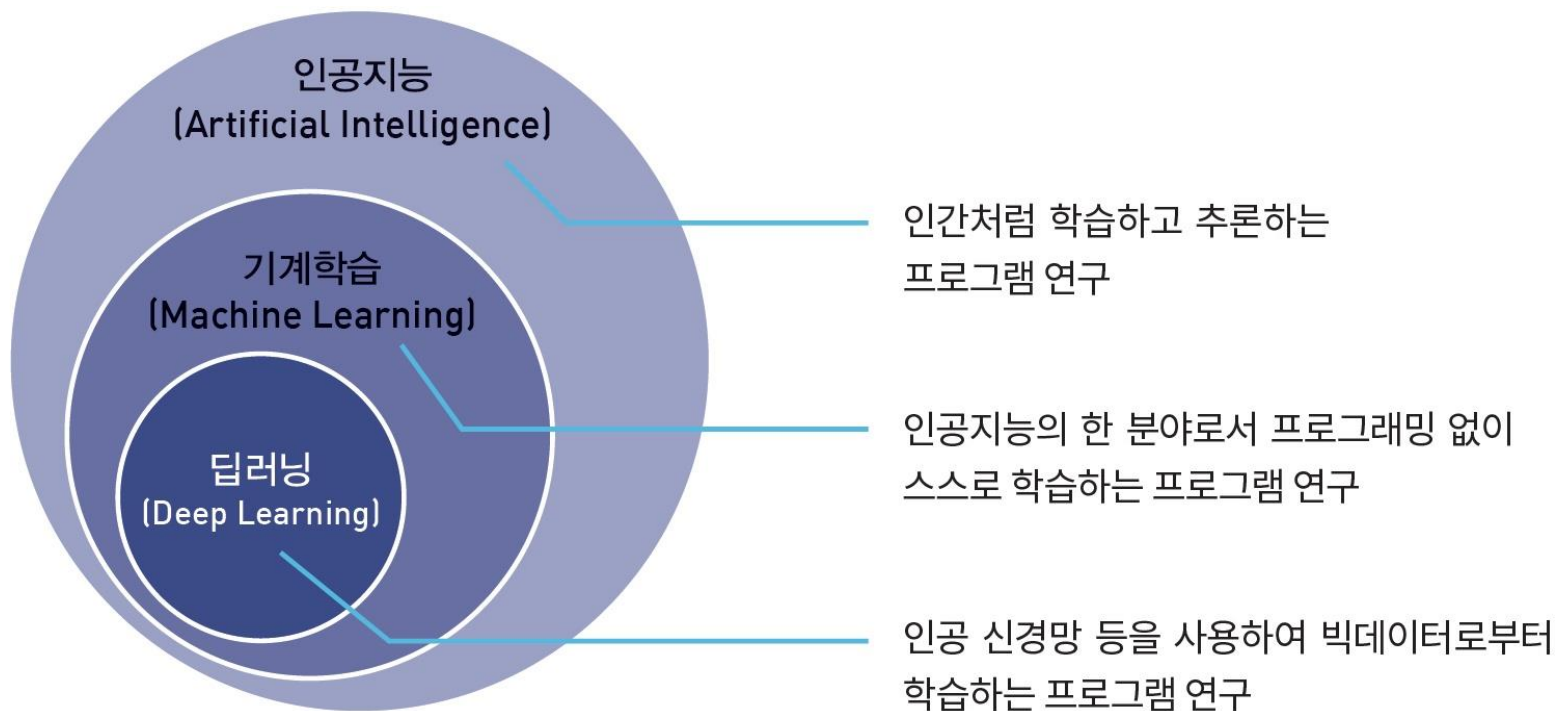 인공지능
(Artificial Intelligence)
인간처럼 학습하고 추론하는
프로그램 연구
기계학습
(Machine Learning)
인공지능의 한 분야로서 프로그래밍 없이
스스로 학습하는 프로그램 연구
딥러닝
(Deep Learning)
인공 신경망 등을 사용하여 빅데이터로부터
학습하는 프로그램 연구